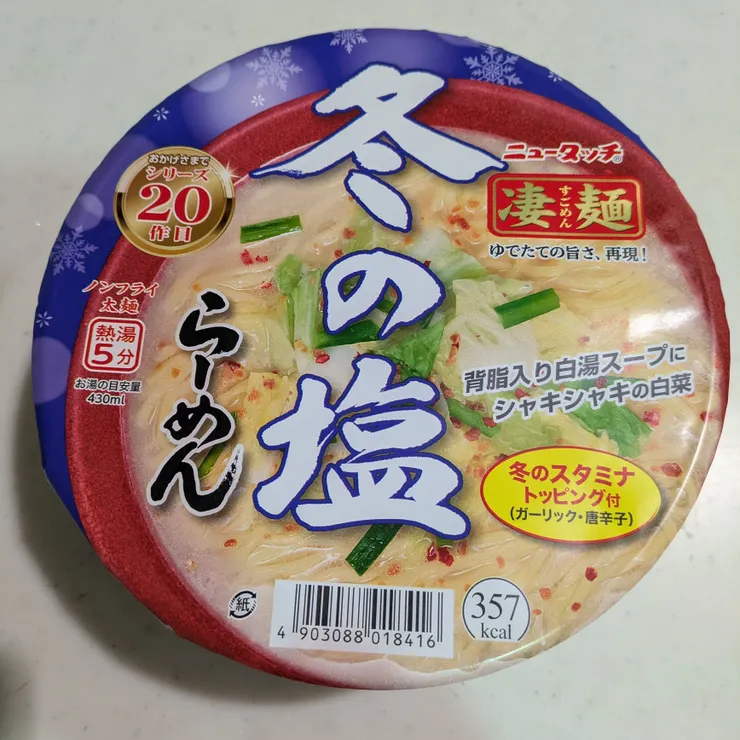 おかげさまで
シリーズ
20
作目
ノンフライ
太麺
熱湯
5分
お湯の目安量
430ml
冬の塩
らーめん
ニュータッチ®
凄麺
すごめん
ゆでたての旨さ、再現!
背脂入り白湯スープに
シャキシャキの白菜
冬のスタミナ
トッピング付
(ガーリック・唐辛子)
紙
4 903088 018416
357
kcal